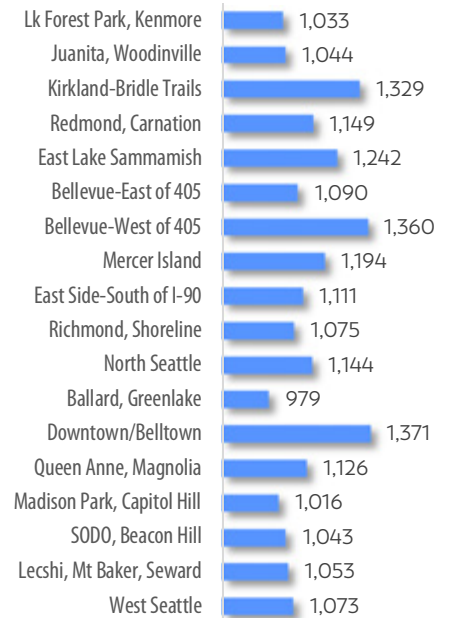 Lk Forest Park, Kenmore 1,033
Juanita, Woodinville 1,044
Kirkland-Bridle Trails 1,329
Redmond, Carnation 1,149
East Lake Sammamish 1,242
Bellevue-East of 405 1,090
Bellevue-West of 405 1,360
Mercer Island 1,194
East Side-South of I-90 1,111
Richmond, Shoreline 1,075
North Seattle 1,144
Ballard, Greenlake 979
Downtown/Belltown 1,371
Queen Anne, Magnolia 1,126
Madison Park, Capitol Hill 1,016
SODO, Beacon Hill 1,043
Lecshi, Mt Baker, Seward 1,053
West Seattle 1,073